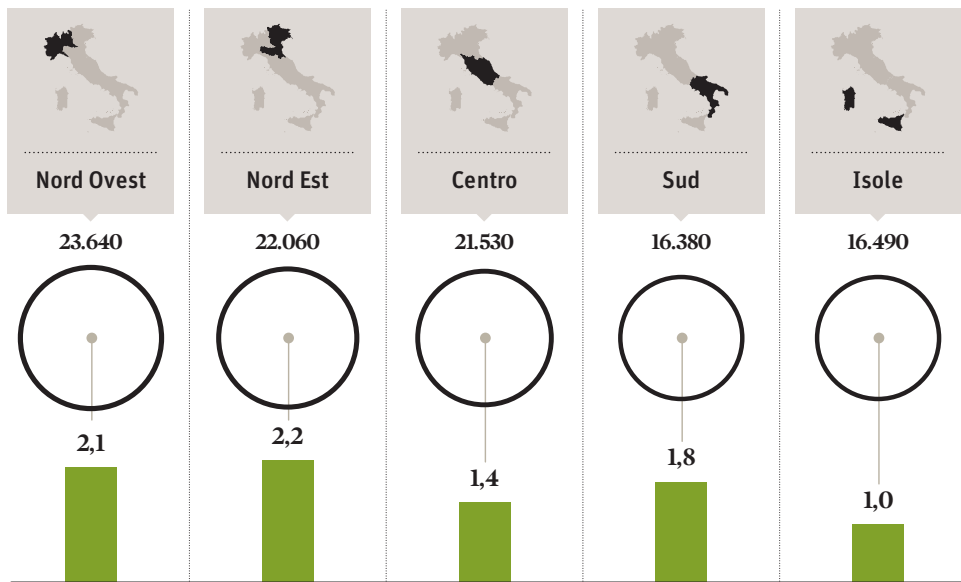 Nord Ovest
Nord Est
Centro
Sud
Isole
23.640
22.060
21.530
16.380
16.490
2,1
2,2
1,4
1,8
1,0